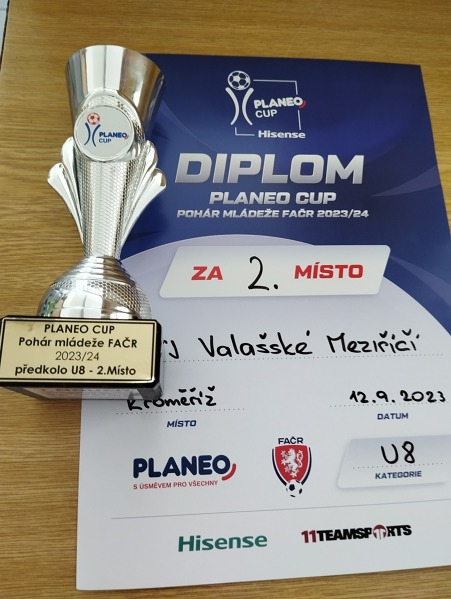 PLANEO
CUP
Hisense
PLANEO
CUP
DIPLOM
PLANEO CUP
POHÁR MLÁDEŽE FAČR 2023/24
ZA 2. MÍSTO
TJ Valašské Meziříčí
PLANEO CUP
Pohár mládeže FAČR
2023/24
předkolo U8 - 2.Místo
Kroměříž
12.9.2023
MÍSTO
DATUM
PLANEO
S ÚSMĚVEM PRO VŠECHNY
FAČR
U8
KATEGORIE
Hisense
11TEAMSPORTS